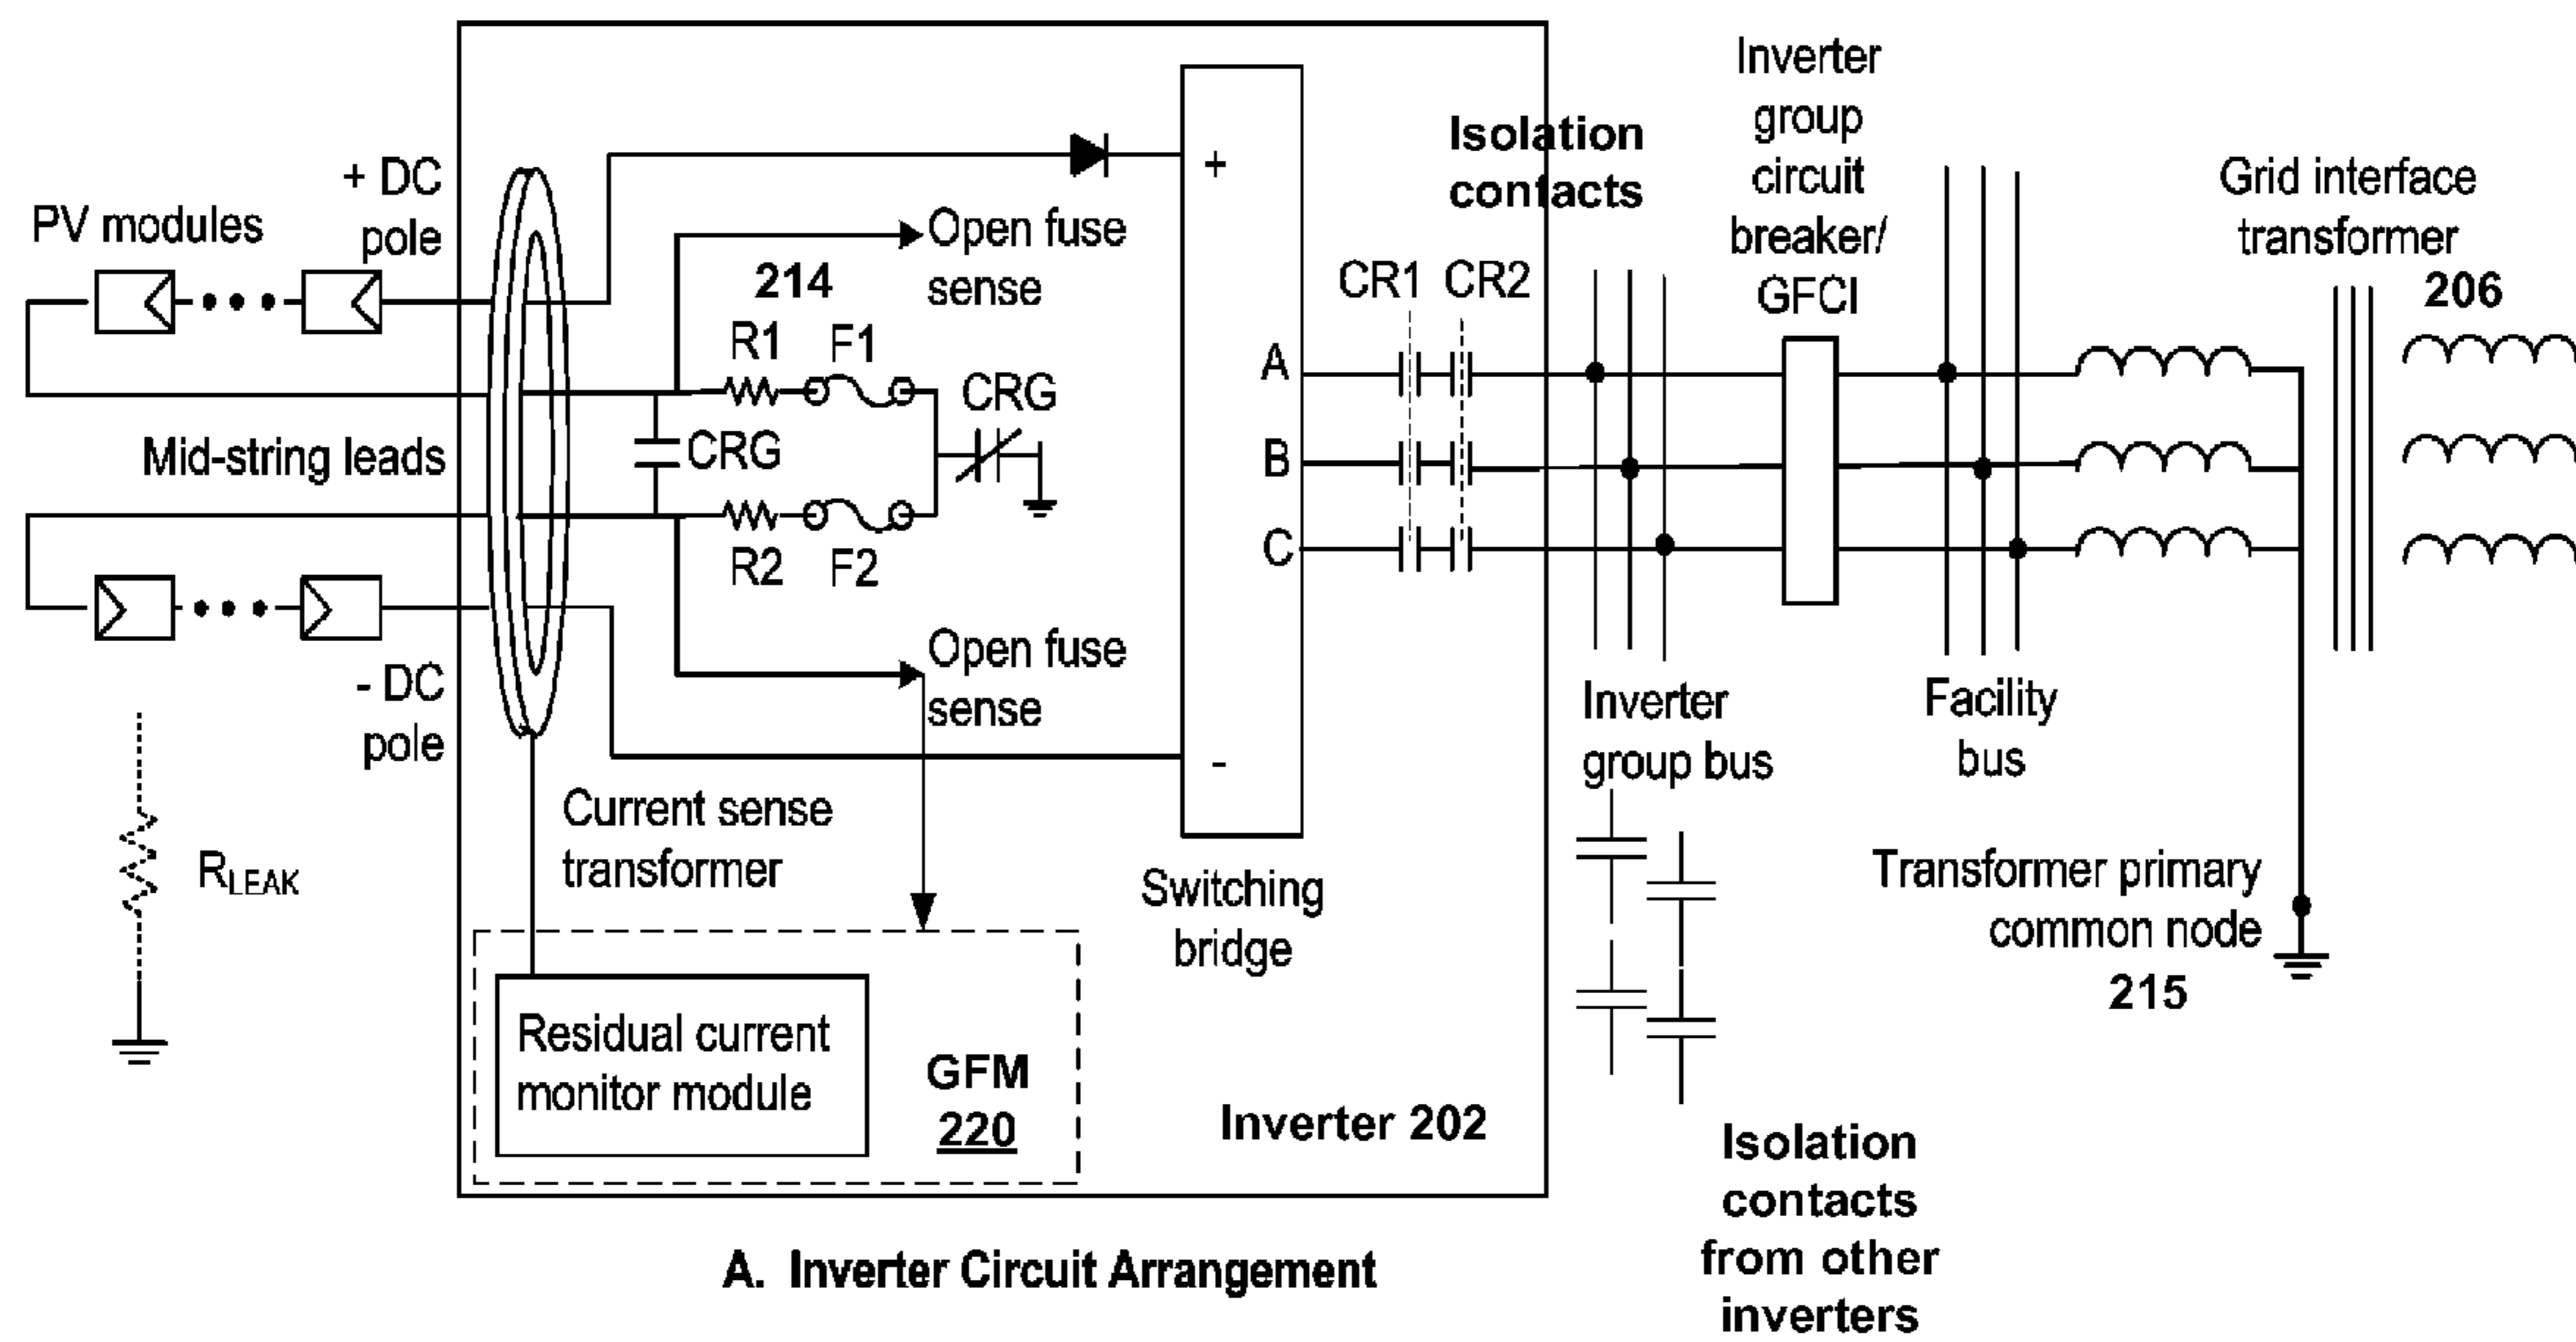 PV modules
+ DC
pole
Mid-string leads
- DC
pole
R_LEAK
214
R1
F1
CRG
CRG
R2
F2
Open fuse
sense
Open fuse
sense
Current sense
transformer
Residual current
monitor module
GFM
220
+
-
A
B
C
Switching
bridge
Inverter 202
Isolation
contacts
CR1
CR2
Inverter
group
circuit
breaker/
GFCI
Inverter
group bus
Facility
bus
Grid interface
transformer
206
Transformer primary
common node
215
Isolation
contacts
from other
inverters
A. Inverter Circuit Arrangement